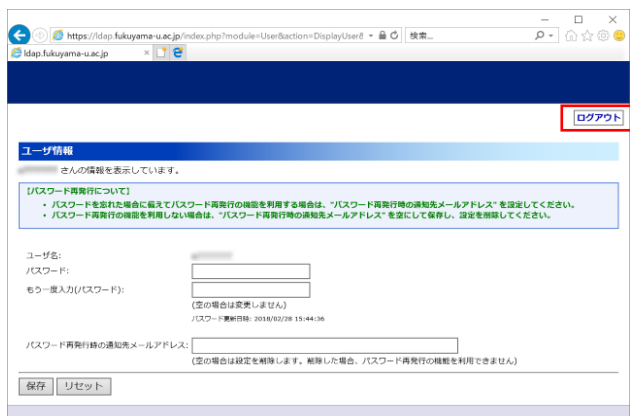 https://ldap.fukuyama-u.ac.jp/index.php?module=User&action=DisplayUser&
検索...
ldap.fukuyama-u.ac.jp
ログアウト
ユーザ情報
さんの情報を表示しています。
【パスワード再発行について】
・ パスワードを忘れた場合に備えてパスワード再発行の機能を利用する場合は、"パスワード再発行時の通知先メールアドレス" を設定してください。
・ パスワード再発行の機能を利用しない場合は、"パスワード再発行時の通知先メールアドレス" を空にして保存し、設定を削除してください。
ユーザ名:
パスワード:
もう一度入力(パスワード):
(空の場合は変更しません)
パスワード更新日時: 2018/02/28 15:44:36
パスワード再発行時の通知先メールアドレス:
(空の場合は設定を削除します。削除した場合、パスワード再発行の機能を利用できません)
保存 リセット